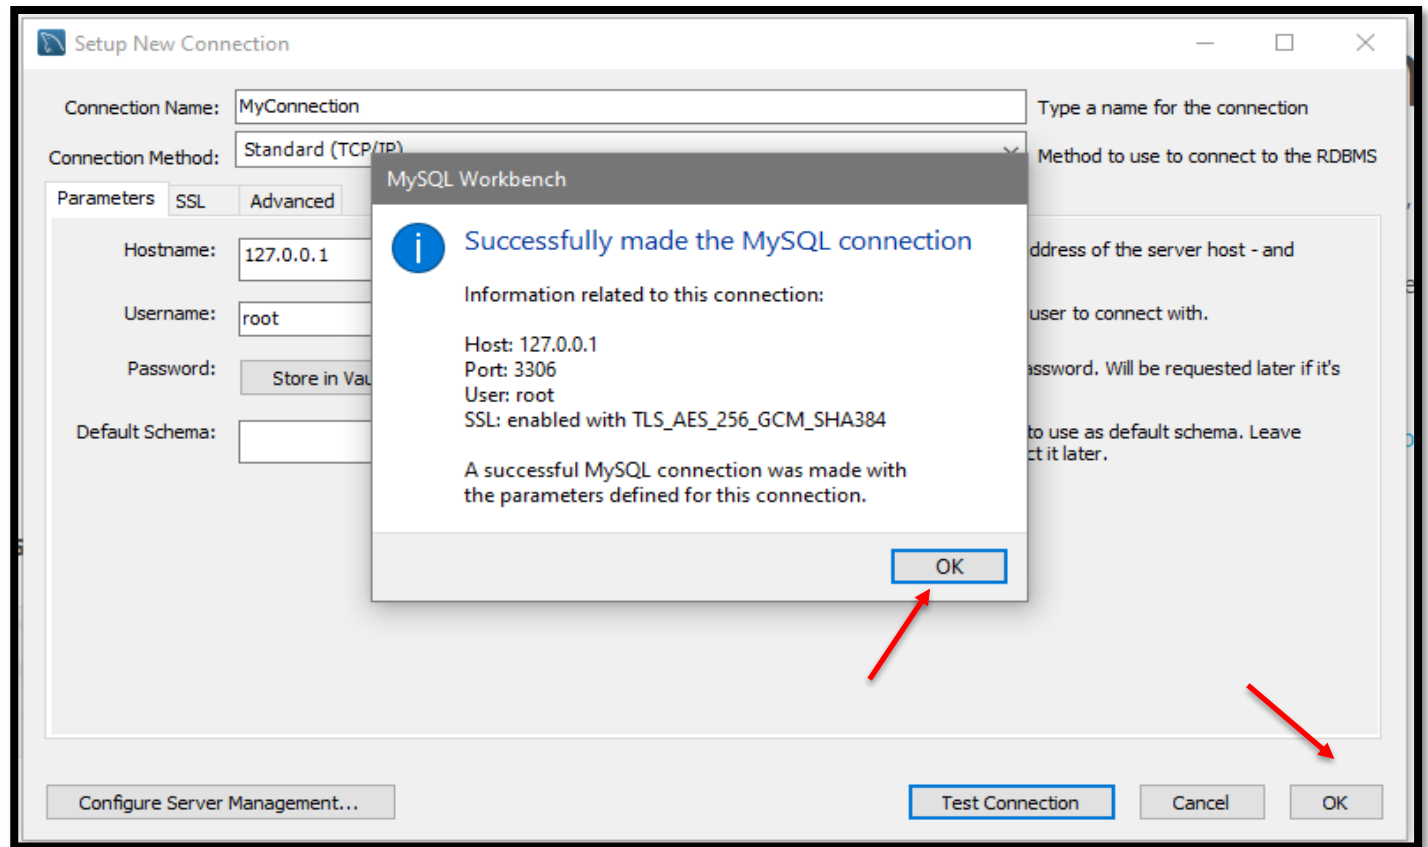 Setup New Connection
Connection Name: MyConnection Type a name for the connection
Connection Method: Standard (TCP/IP) Method to use to connect to the RDBMS
MySQL Workbench
Parameters SSL Advanced
Successfully made the MySQL connection
Hostname: 127.0.0.1 ddress of the server host - and
Information related to this connection:
Username: root user to connect with.
Host: 127.0.0.1
Port: 3306
Password: Store in Vau assword. Will be requested later if it's
User: root
SSL: enabled with TLS_AES_256_GCM_SHA384
Default Schema: to use as default schema. Leave
ct it later.
A successful MySQL connection was made with
the parameters defined for this connection.
OK
Configure Server Management... Test Connection Cancel OK